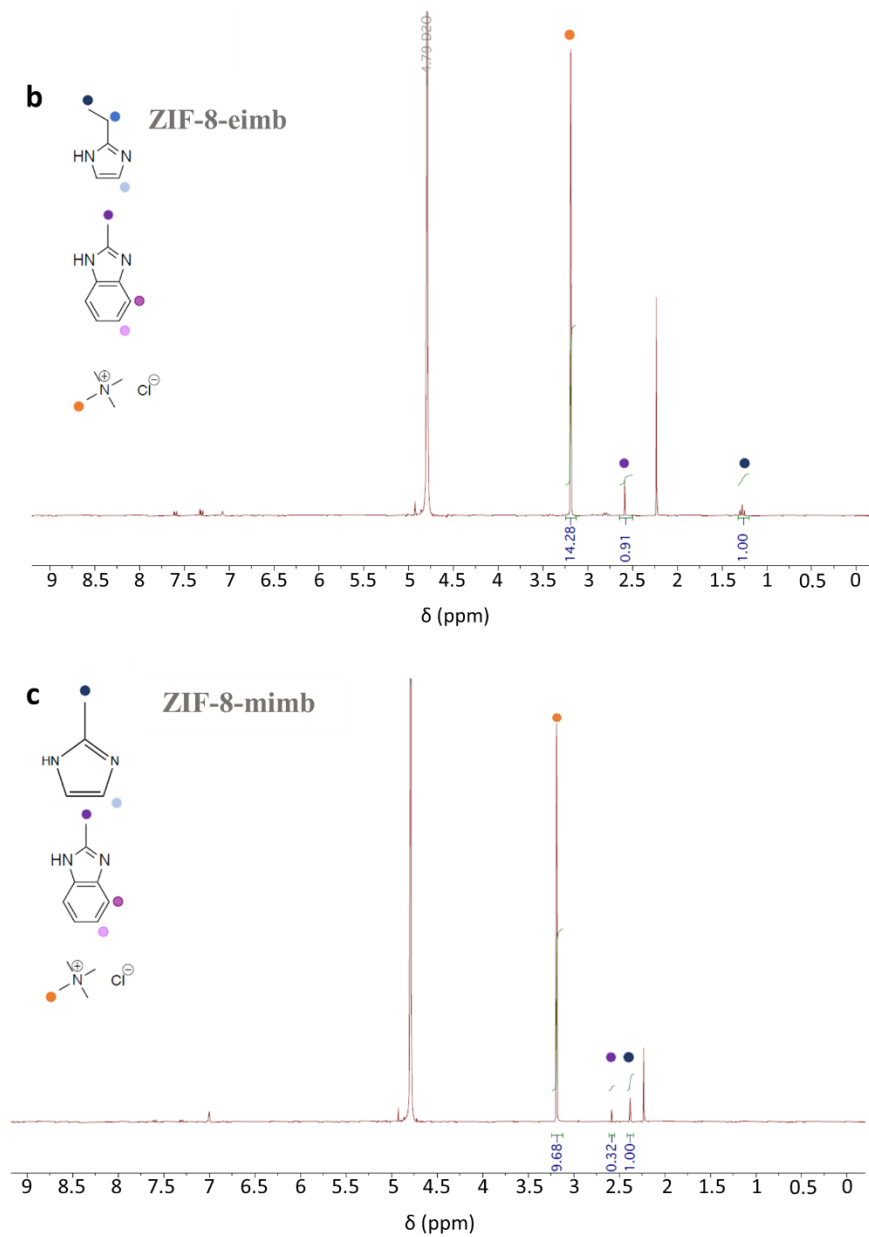 4.79 D2O
b
ZIF-8-eimb
HN N
HN N
N ⊕ Cl ⊖
14.28
0.91
1.00
9 8.5 8 7.5 7 6.5 6 5.5 5 4.5 4 3.5 3 2.5 2 1.5 1 0.5 0
δ (ppm)
c
ZIF-8-mimb
HN N
HN N
N ⊕ Cl ⊖
9.68
0.32
1.00
9 8.5 8 7.5 7 6.5 6 5.5 5 4.5 4 3.5 3 2.5 2 1.5 1 0.5 0
δ (ppm)